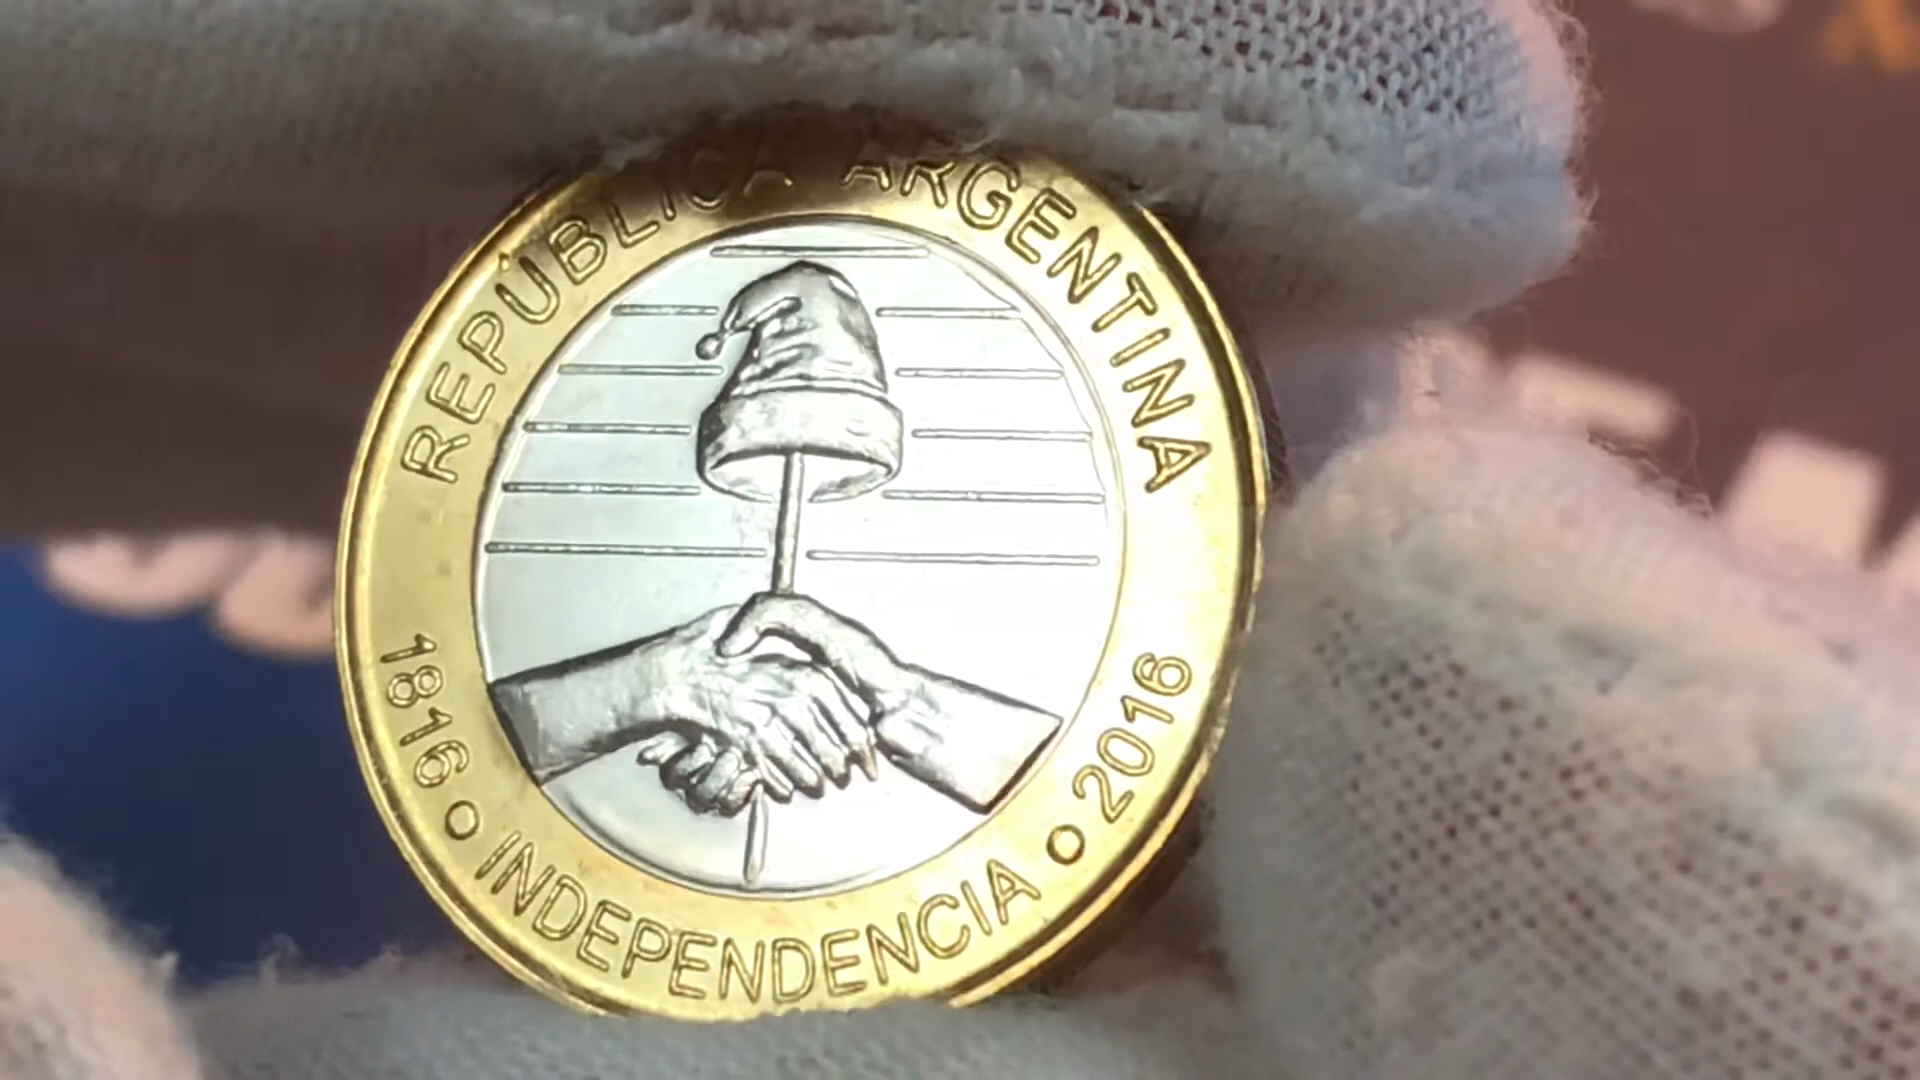 REPÚBLICA ARGENTINA
1816 • INDEPENDENCIA • 2016